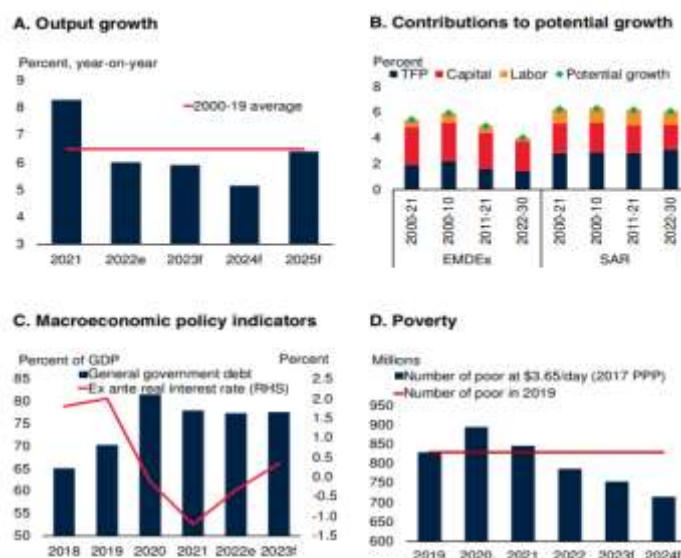 A. Output growth
Percent, year-on-year
9
8
7
6
5
4
3
2000-19 average
2021 2022e 2023f 2024f 2025f
B. Contributions to potential growth
Percent
TFP Capital Labor Potential growth
8
6
4
2
0
2000-21 2000-10 2011-21 2022-30 2000-21 2000-10 2011-21 2022-30
EMDEs SAR
C. Macroeconomic policy indicators
Percent of GDP Percent
General government debt
Ex ante real interest rate (RHS)
85 2.5
80 2.0
75 1.5
70 1.0
65 0.5
60 0.0
55 -0.5
50 -1.0
-1.5
2018 2019 2020 2021 2022e 2023f
D. Poverty
Millions
Number of poor at $3.65/day (2017 PPP)
Number of poor in 2019
950
900
850
800
750
700
650
600
2019 2020 2021 2022 2023f 2024f